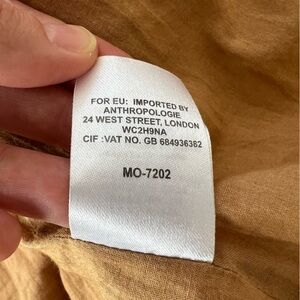 FOR EU: IMPORTED BY
ANTHROPOLOGIE
24 WEST STREET, LONDON
WC2H9NA
CIF :VAT NO. GB 684936382
MO-7202